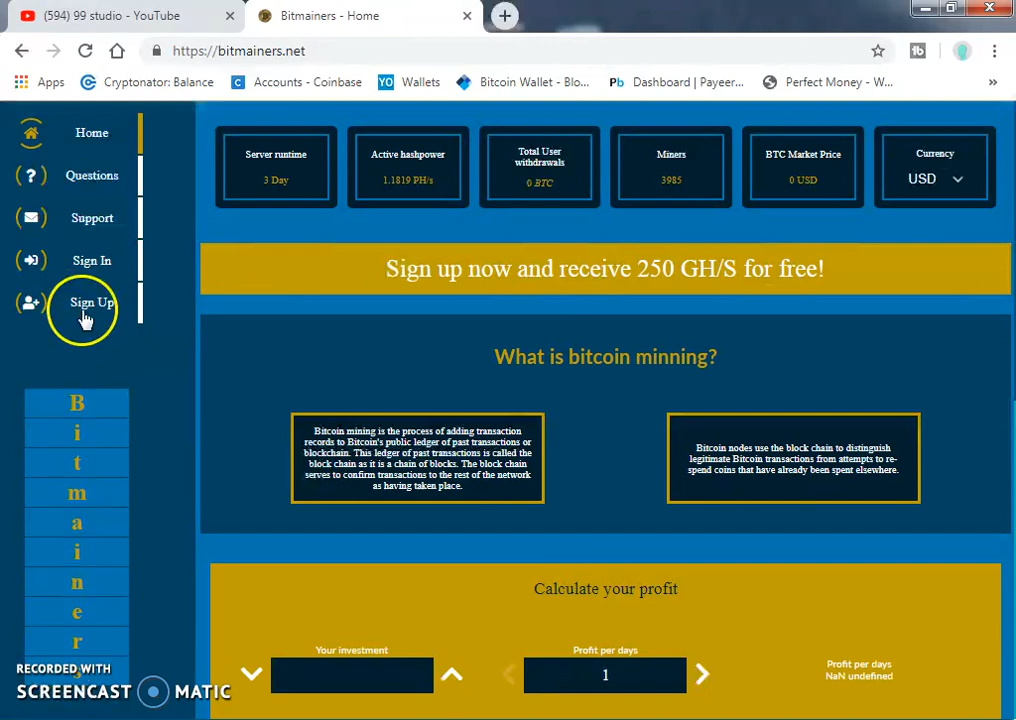 (594) 99 studio - YouTube
Bitmainers - Home
https://bitmainers.net
Apps
Cryptonator: Balance
Accounts - Coinbase
YO Wallets
Bitcoin Wallet - Blo...
Pb Dashboard | Payeer...
Perfect Money - W...
»
Home
Questions
Support
Sign In
Sign Up
B
i
t
m
a
i
n
e
r
s
Server runtime
3 Day
Active hashpower
1.1819 PH/s
Total User
withdrawals
0 BTC
Miners
3985
BTC Market Price
0 USD
Currency
USD
Sign up now and receive 250 GH/S for free!
What is bitcoin minning?
Bitcoin mining is the process of adding transaction
records to Bitcoin's public ledger of past transactions or
blockchain. This ledger of past transactions is called the
block chain as it is a chain of blocks. The block chain
serves to confirm transactions to the rest of the network
as having taken place.
Bitcoin nodes use the block chain to distinguish
legitimate Bitcoin transactions from attempts to re-
spend coins that have already been spent elsewhere.
Calculate your profit
Your investment
Profit per days
1
Profit per days
NaN undefined
RECORDED WITH
SCREENCAST MATIC